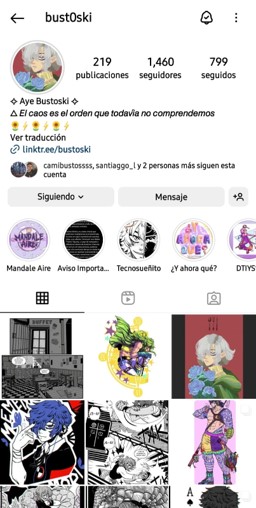 bust0ski
219 1,460 799
publicaciones seguidores seguidos
✧ Aye Bustoski ✧
△ El caos es el orden que todavía no comprendemos
🌻⚡🌻⚡🌻⚡
Ver traducción
linktr.ee/bustoski
camibustossss, santiaggo_l y 2 personas más siguen esta
cuenta
Siguiendo Mensaje
MANDALE
AIRE
¿Y
AHORA
QUÉ?
Mandale Aire Aviso Importa... Tecnosueñito ¿Y ahora qué? DTIYS
BUFFET
A